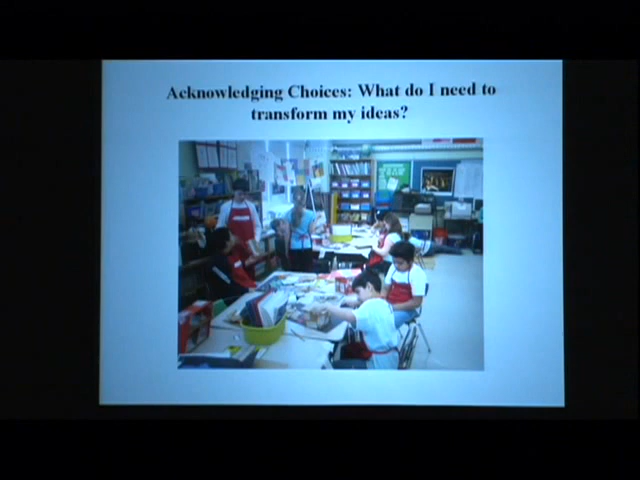 Acknowledging Choices: What do I need to
transform my ideas?